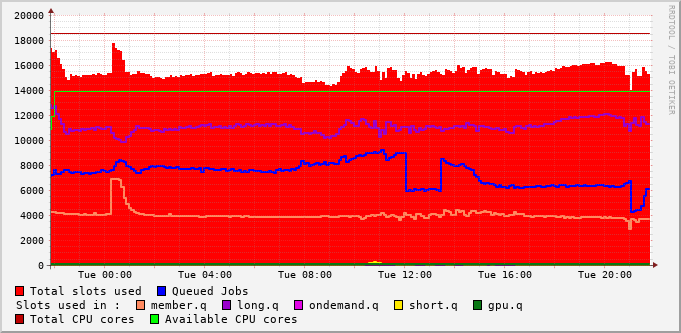 20000
18000
16000
14000
12000
10000
8000
6000
4000
2000
0
Tue 00:00 Tue 04:00 Tue 08:00 Tue 12:00 Tue 16:00 Tue 20:00
Total slots used Queued Jobs
Slots used in : member.q long.q ondemand.q short.q gpu.q
Total CPU cores Available CPU cores
RRDTOOL / TOBI OETIKER